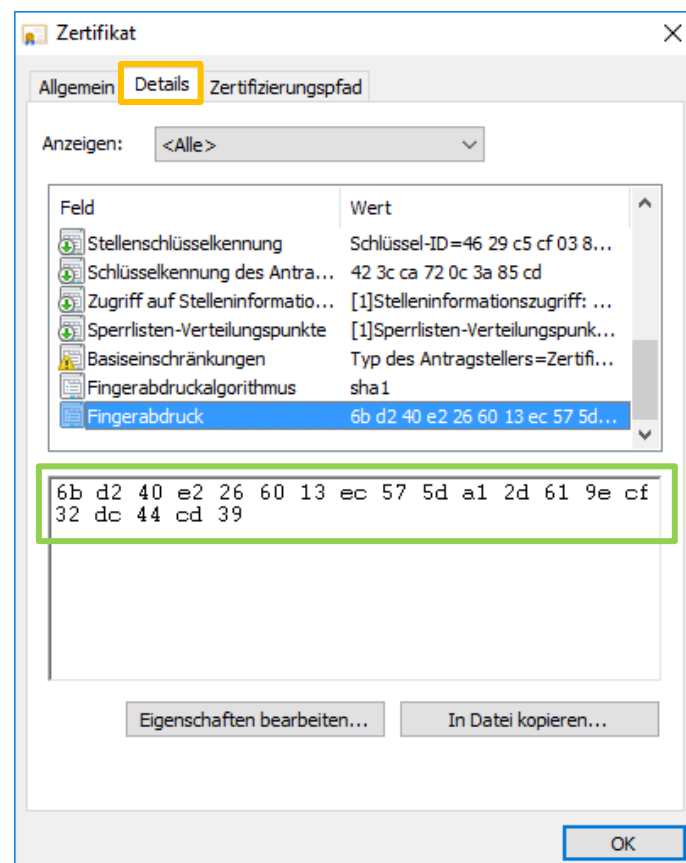 Zertifikat
Allgemein Details Zertifizierungspfad
Anzeigen: <Alle>
Feld Wert
Stellenschlüsselkennung Schlüssel-ID=46 29 c5 cf 03 8...
Schlüsselkennung des Antra... 42 3c ca 72 0c 3a 85 cd
Zugriff auf Stelleninformatio... [1]Stelleninformationszugriff: ...
Sperrlisten-Verteilungspunkte [1]Sperrlisten-Verteilungspunk...
Basiseinschränkungen Typ des Antragstellers=Zertifi...
Fingerabdruckalgorithmus sha1
Fingerabdruck 6b d2 40 e2 26 60 13 ec 57 5d...
6b d2 40 e2 26 60 13 ec 57 5d a1 2d 61 9e cf
32 dc 44 cd 39
Eigenschaften bearbeiten... In Datei kopieren...
OK